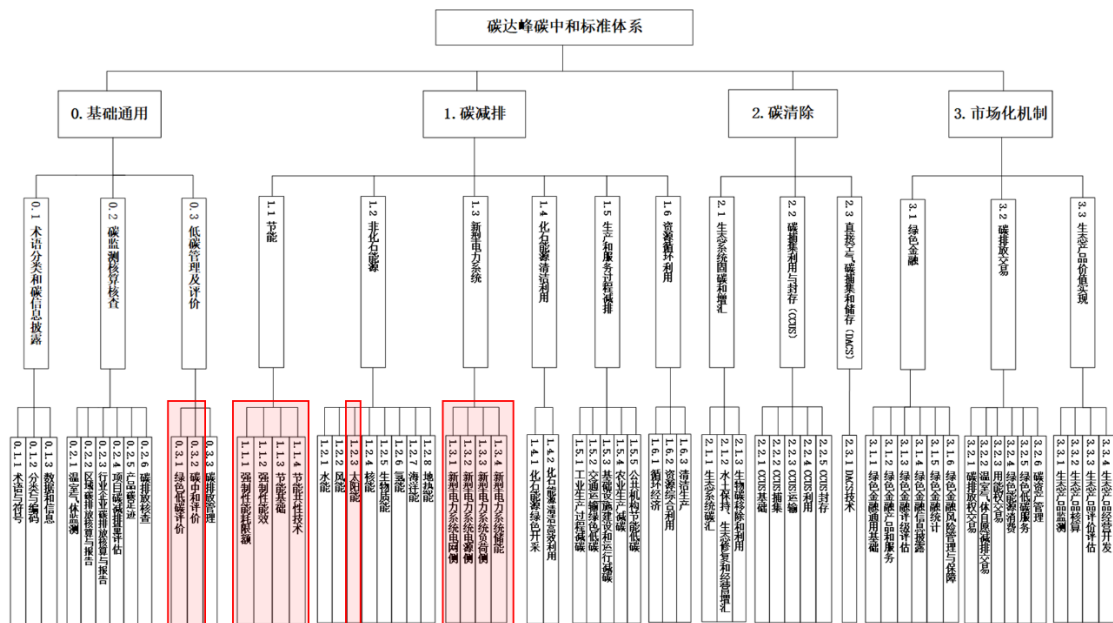 碳达峰碳中和标准体系
0.基础通用
1.碳减排
2.碳清除
3.市场化机制
0.1 术语分类和碳信息披露
0.2 碳监测核算核查
0.3 低碳管理及评价
1.1 节能
1.2 非化石能源
1.3 新型电力系统
1.4 化石能源清洁利用
1.5 生产和服务过程减排
1.6 资源循环利用
2.1 生态系统固碳和增汇
2.2 碳捕集利用与封存(CCUS)
2.3 直接空气碳捕集和储存(DACS)
3.1 绿色金融
3.2 碳排放交易
3.3 生态产品价值实现
0.1.1 术语与符号
0.1.2 分类与编码
0.1.3 数据和信息
0.2.1 温室气体监测
0.2.2 区域碳排放核算与报告
0.2.3 行业企业碳排放核算与报告
0.2.4 项目碳减排量评估
0.2.5 产品碳足迹
0.2.6 碳排放核查
0.3.1 绿色低碳评价
0.3.2 碳中和评价
0.3.3 碳排放管理
1.1.1 强制性能耗限额
1.1.2 强制性能效
1.1.3 节能基础
1.1.4 节能共性技术
1.2.1 水能
1.2.2 风能
1.2.3 太阳能
1.2.4 核能
1.2.5 生物质能
1.2.6 氢能
1.2.7 海洋能
1.2.8 地热能
1.3.1 新型电力系统电网侧
1.3.2 新型电力系统电源侧
1.3.3 新型电力系统负荷侧
1.3.4 新型电力系统储能
1.4.1 化石能源绿色开采
1.4.2 化石能源清洁高效利用
1.5.1 工业生产过程减碳
1.5.2 交通运输绿色低碳
1.5.3 基础设施建设和运行减碳
1.5.4 农业生产减碳
1.5.5 公共机构节能低碳
1.6.1 循环经济
1.6.2 资源综合利用
1.6.3 清洁生产
2.1.1 生态系统碳汇
2.1.2 水土保持、生态修复和经营增汇
2.1.3 生物碳移除和利用
2.2.1 CCUS基础
2.2.2 CCUS捕集
2.2.3 CCUS运输
2.2.4 CCUS利用
2.2.5 CCUS封存
2.3.1 DACS技术
3.1.1 绿色金融通用基础
3.1.2 绿色金融产品和服务
3.1.3 绿色金融评级评估
3.1.4 绿色金融信息披露
3.1.5 绿色金融统计
3.1.6 绿色金融风险管理与保障
3.2.1 碳排放权交易
3.2.2 温室气体自愿减排交易
3.2.3 用能权交易
3.2.4 绿色能源消费
3.2.5 绿色低碳服务
3.2.6 碳资产管理
3.3.1 生态产品监测
3.3.2 生态产品核算
3.3.3 生态产品评价评估
3.3.4 生态产品经营开发